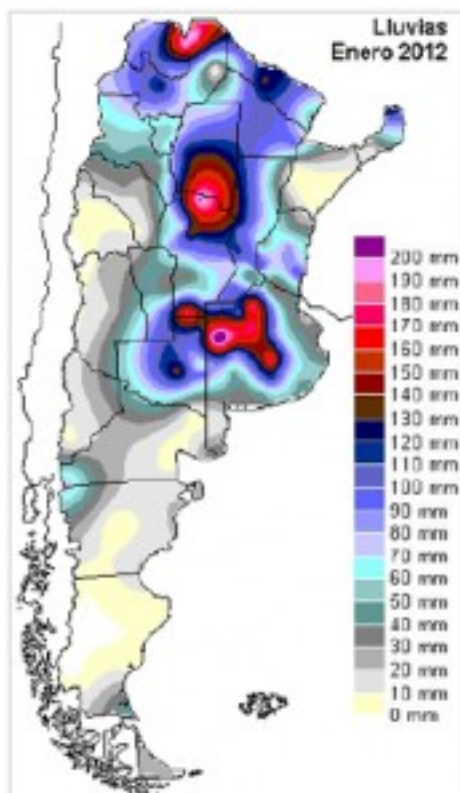 Lluvias
Enero 2012
200 mm
190 mm
180 mm
170 mm
160 mm
150 mm
140 mm
130 mm
120 mm
110 mm
100 mm
90 mm
80 mm
70 mm
60 mm
50 mm
40 mm
30 mm
20 mm
10 mm
0 mm